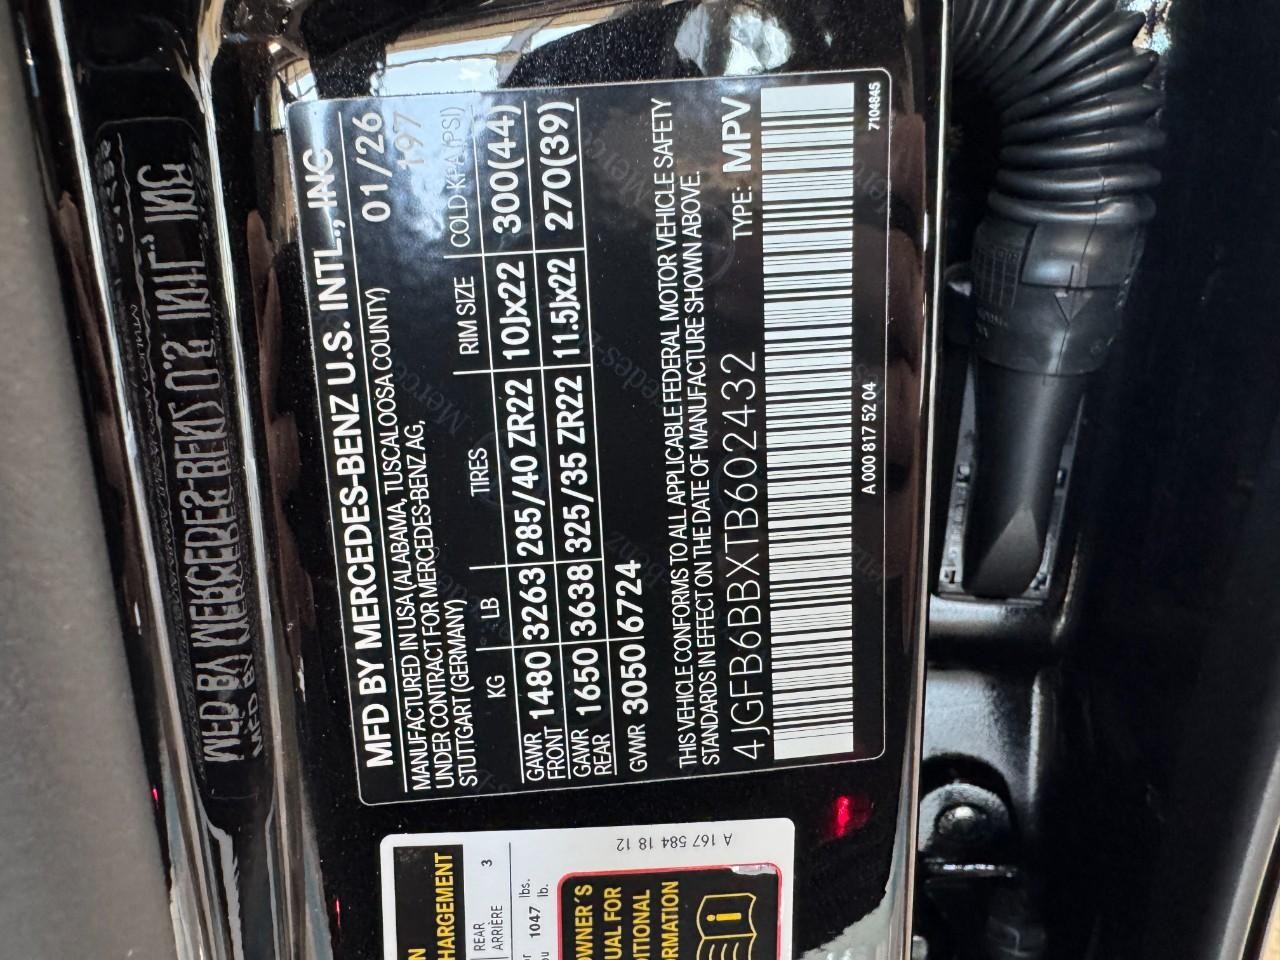 MFD BY MERCEDES-BENZ U.S. INTL., INC
MANUFACTURED IN USA (ALABAMA, TUSCALOOSA COUNTY) 01/26
UNDER CONTRACT FOR MERCEDES-BENZ AG, 197
STUTTGART (GERMANY)
KG LB TIRES RIM SIZE COLD KPA (PSI)
GAWR FRONT 1480 3263 285/40 ZR22 10Jx22 300(44)
GAWR REAR 1650 3638 325/35 ZR22 11.5Jx22 270(39)
GVWR 3050 6724
THIS VEHICLE CONFORMS TO ALL APPLICABLE FEDERAL MOTOR VEHICLE SAFETY
STANDARDS IN EFFECT ON THE DATE OF MANUFACTURE SHOWN ABOVE.
4JGFB6BBXTB602432 TYPE: MPV
A 000 817 52 04 7104845
A 167 584 18 12
HARGEMENT
REAR 3
ARRIÈRE
1047 lbs.
lb.
OWNER'S
UAL FOR
DITIONAL
ORMATION